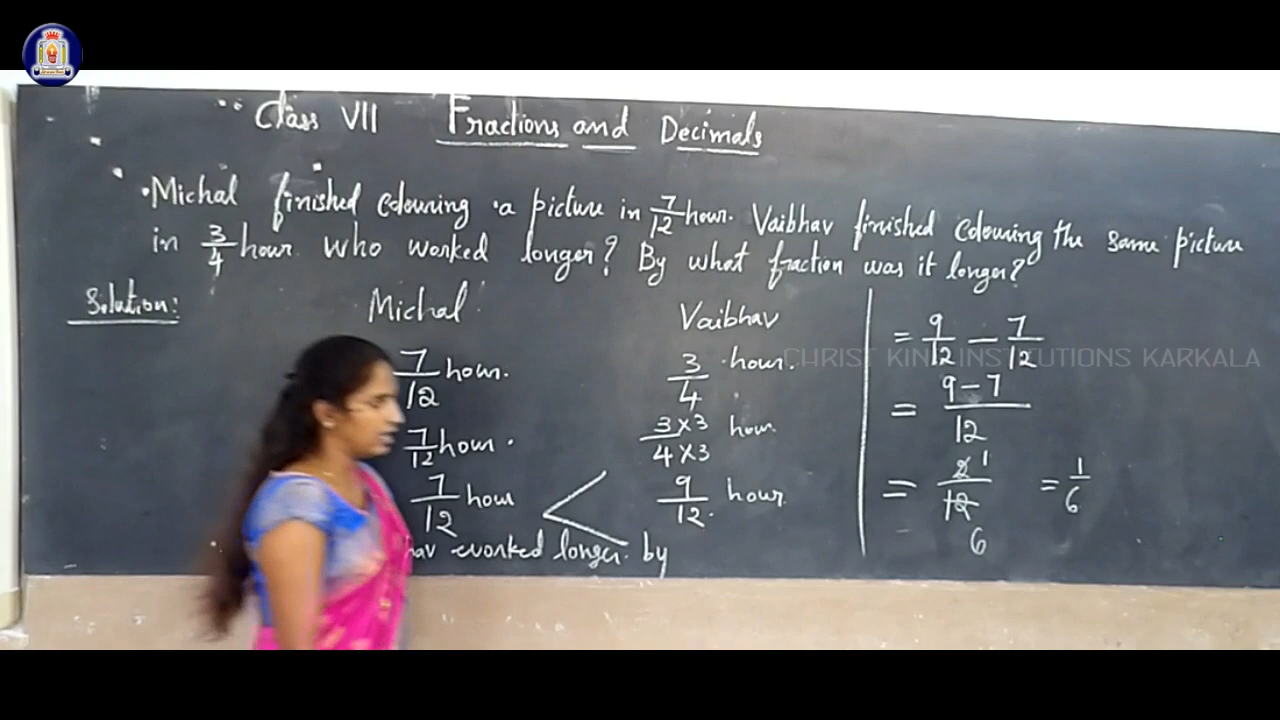 Class VII Fractions and Decimals
Michal finished colouring a picture in 7/12 hour. Vaibhav finished colouring the same picture
in 3/4 hour. Who worked longer? By what fraction was it longer?
Solution:
Michal Vaibhav
7/12 hour. 3/4 hour.
7/12 hour. 3×3/4×3 hour
7/12 hour < 9/12 hour.
hav worked longer by
= 9/12 – 7/12
= 9–7/12
= 2 1/12 6 = 1/6
CHRIST KING INSTITUTIONS KARKALA